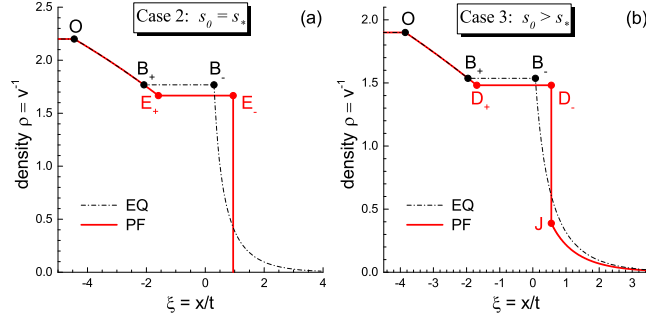 Case 2: s₀ = s*
(a)
O
B₊
B₋
E₊
E₋
EQ
PF
density ρ = v⁻¹
2.5
2.0
1.5
1.0
0.5
0.0
-4
-2
0
2
4
ξ = x/t
Case 3: s₀ > s*
(b)
O
B₊
B₋
D₊
D₋
J
EQ
PF
density ρ = v⁻¹
2.0
1.5
1.0
0.5
0.0
-4
-3
-2
-1
0
1
2
3
ξ = x/t